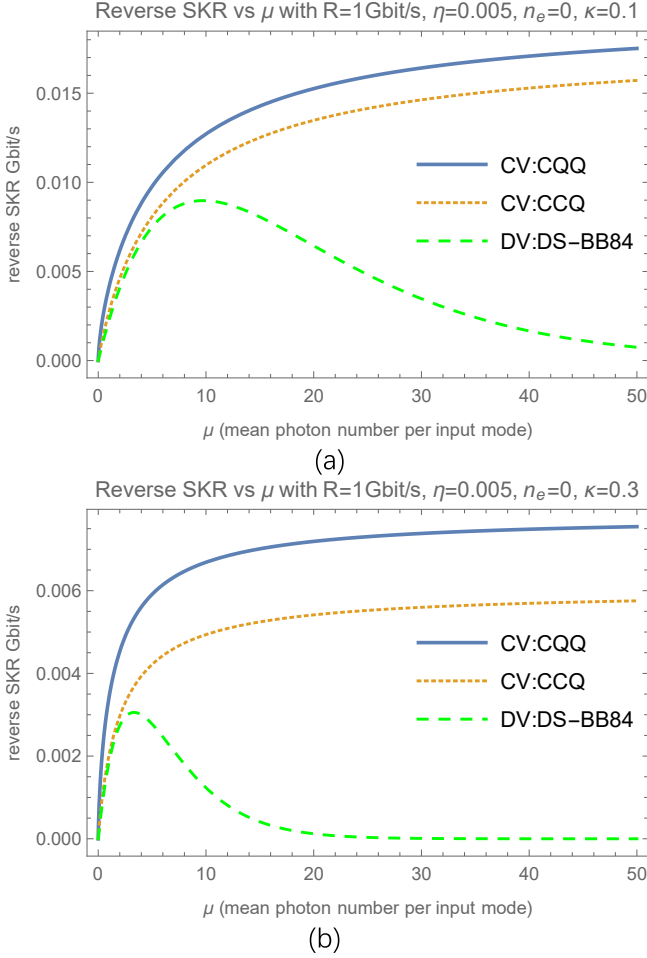 Reverse SKR vs μ with R=1Gbit/s, η=0.005, n_e=0, κ=0.1
reverse SKR Gbit/s
0.015
0.010
0.005
0.000
CV:CQQ
CV:CCQ
DV:DS−BB84
0 10 20 30 40 50
μ (mean photon number per input mode)
(a)
Reverse SKR vs μ with R=1Gbit/s, η=0.005, n_e=0, κ=0.3
reverse SKR Gbit/s
0.006
0.004
0.002
0.000
CV:CQQ
CV:CCQ
DV:DS−BB84
0 10 20 30 40 50
μ (mean photon number per input mode)
(b)